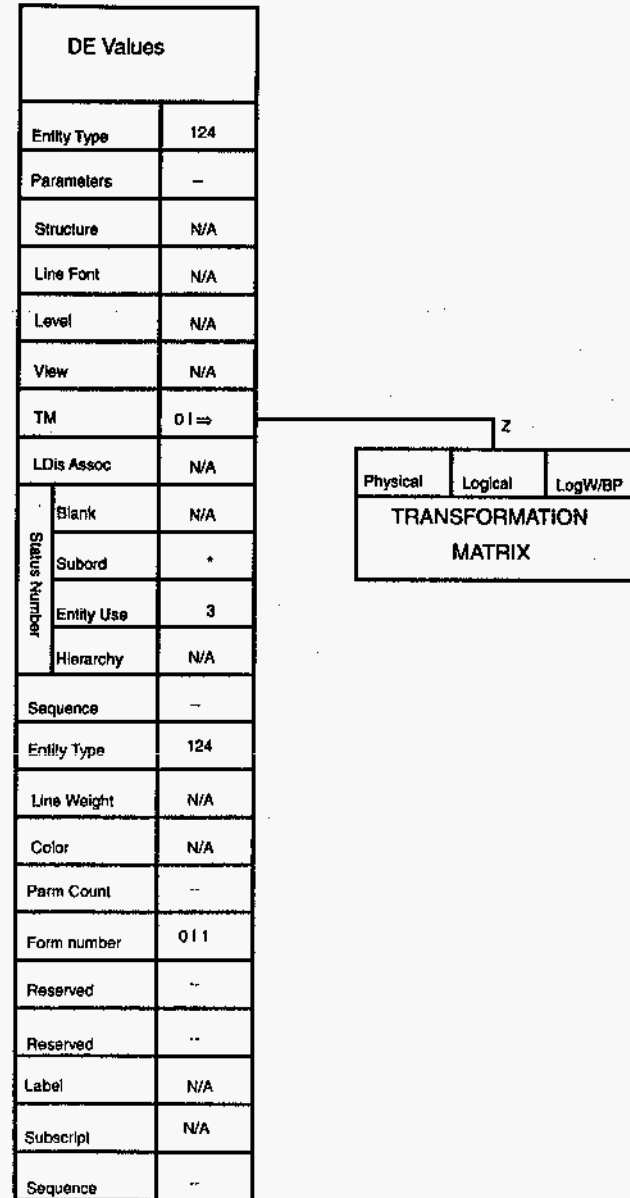 DE Values
Entity Type 124
Parameters –
Structure N/A
Line Font N/A
Level N/A
View N/A
TM 0 | ⇒
Z
LDis Assoc N/A
Physical Logical LogW/BP
TRANSFORMATION
MATRIX
Status Number
Blank N/A
Subord *
Entity Use 3
Hierarchy N/A
Sequence –
Entity Type 124
Line Weight N/A
Color N/A
Parm Count --
Form number 0 | 1
Reserved --
Reserved --
Label N/A
Subscript N/A
Sequence --